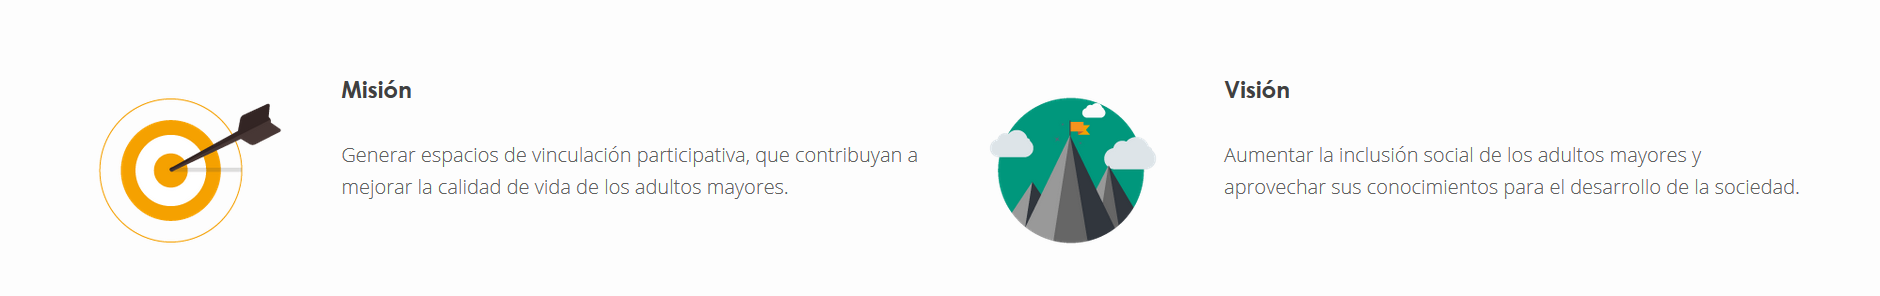 Misión
Generar espacios de vinculación participativa, que contribuyan a
mejorar la calidad de vida de los adultos mayores.
Visión
Aumentar la inclusión social de los adultos mayores y
aprovechar sus conocimientos para el desarrollo de la sociedad.